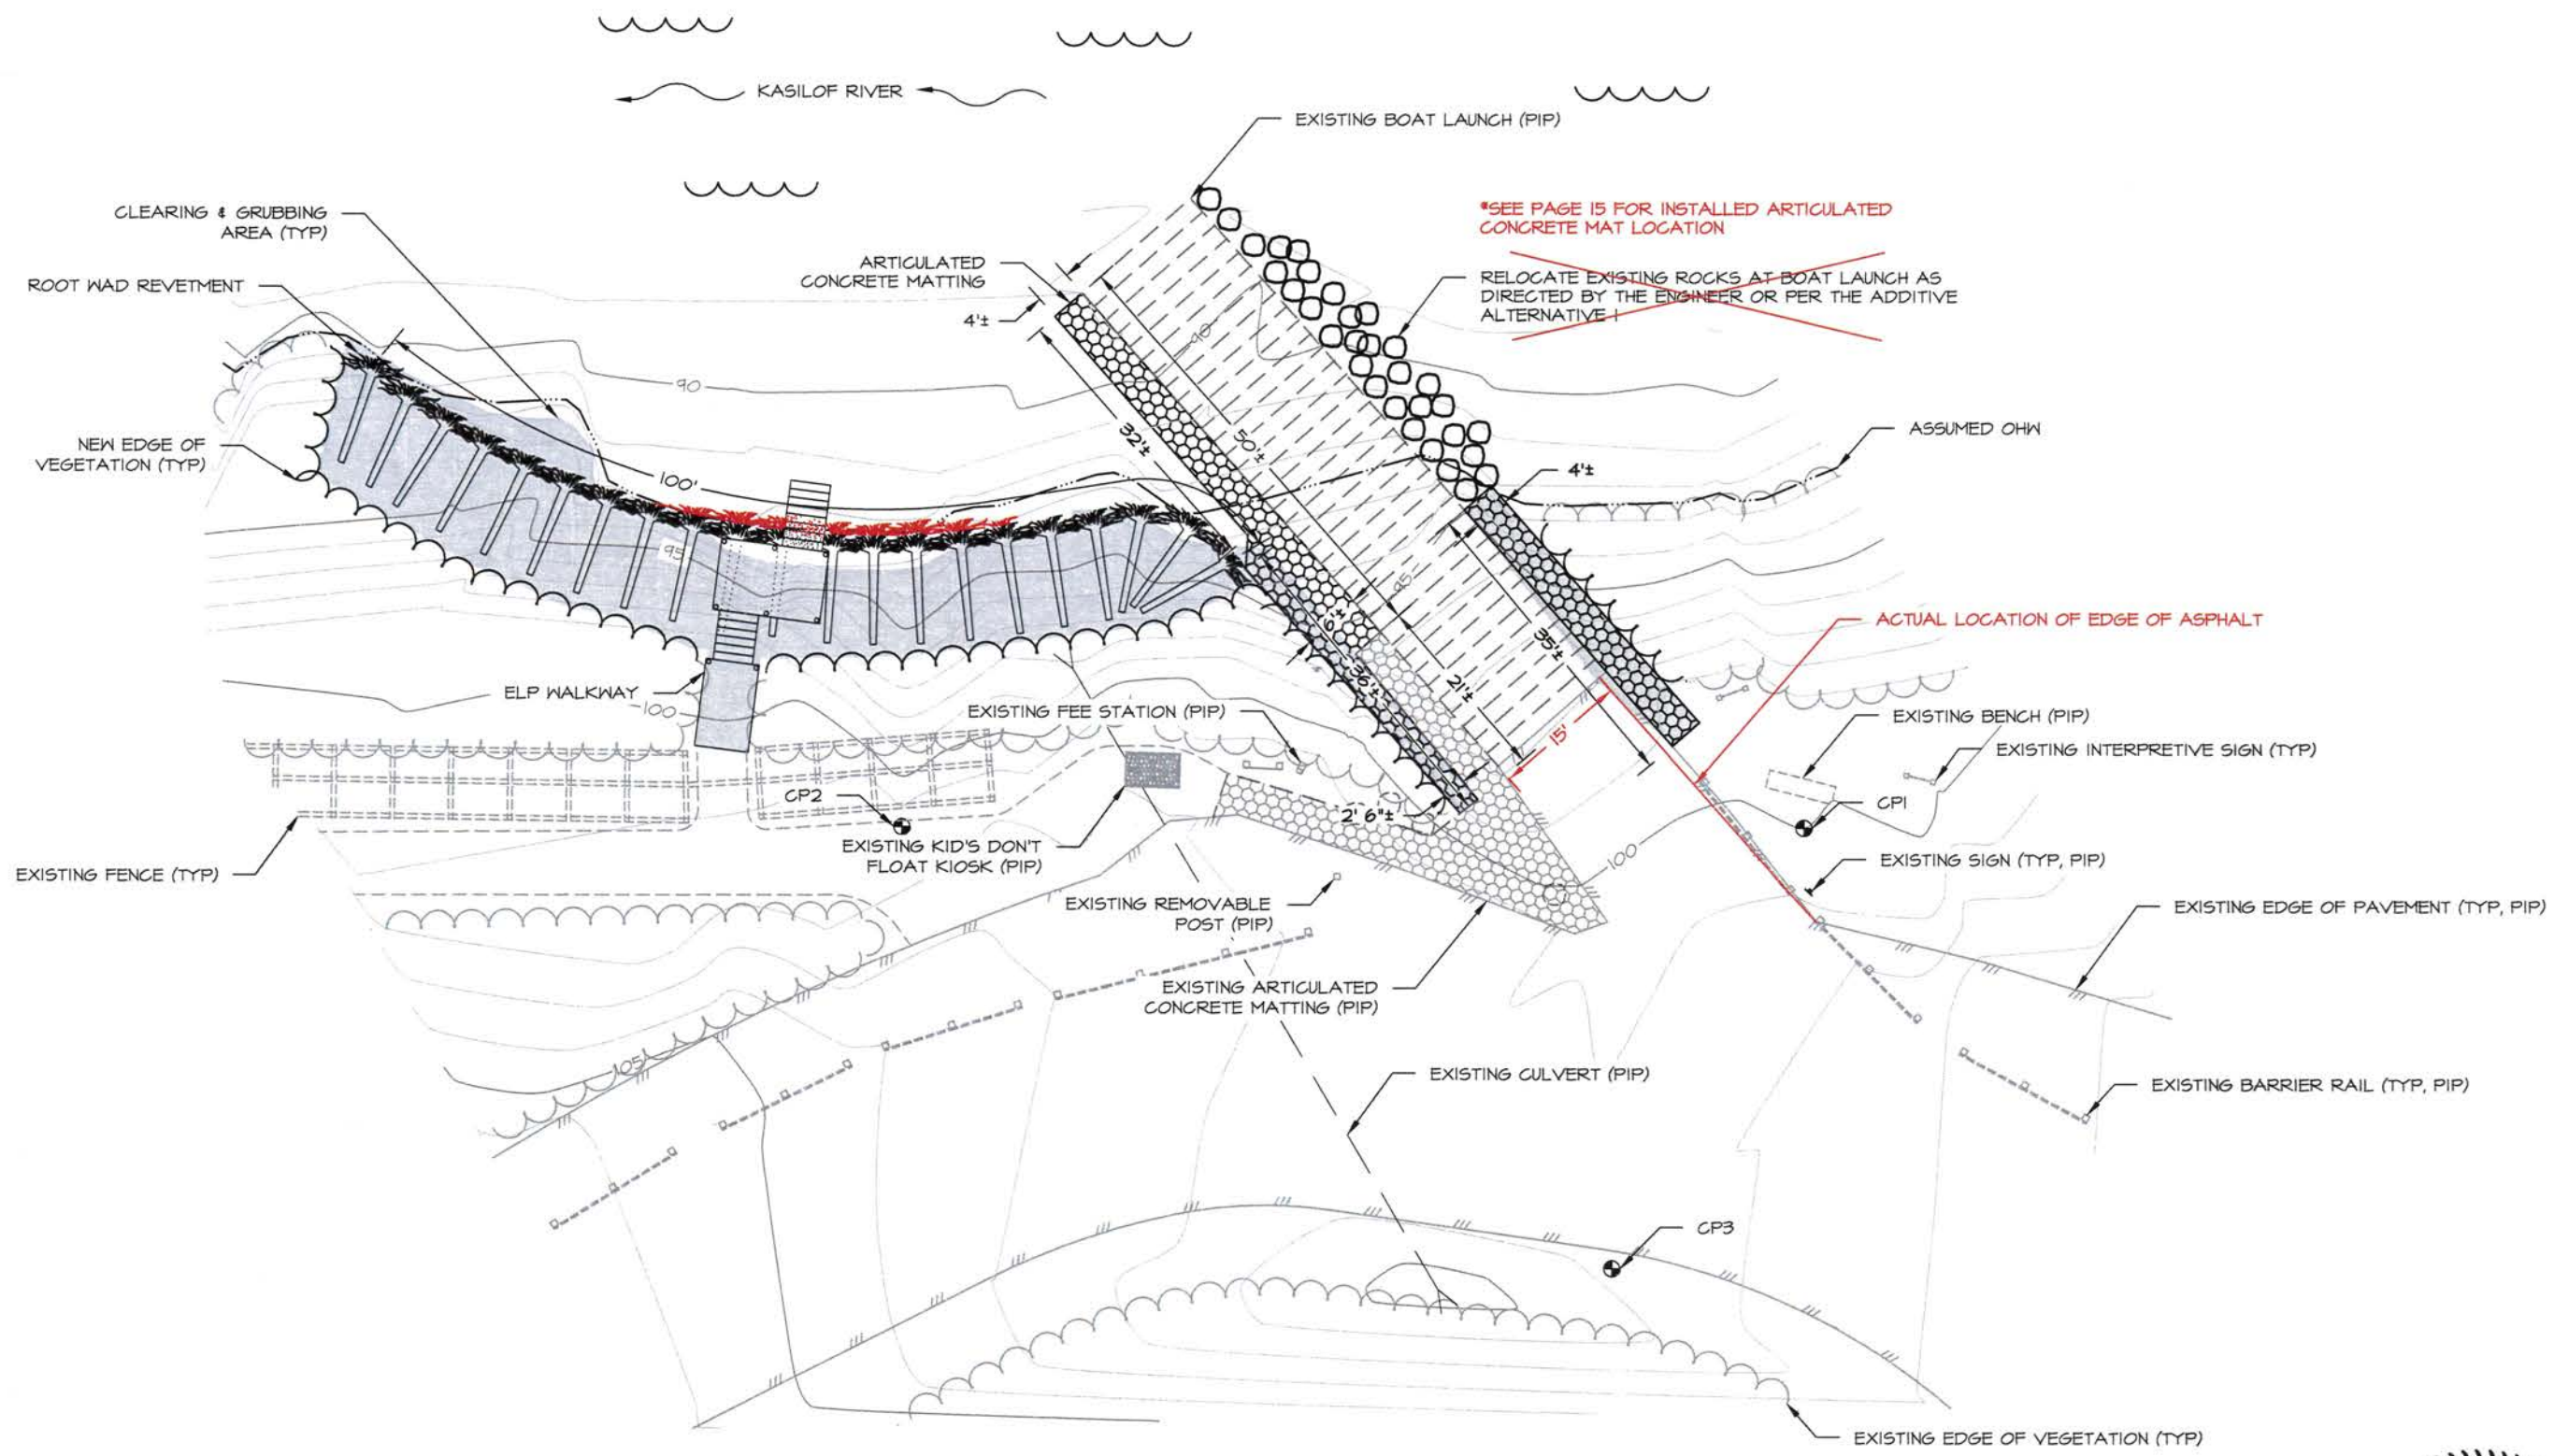 KASILOF RIVER
EXISTING BOAT LAUNCH (PIP)
CLEARING & GRUBBING
AREA (TYP)
*SEE PAGE 15 FOR INSTALLED ARTICULATED
CONCRETE MAT LOCATION
ROOT WAD REVETMENT
ARTICULATED
CONCRETE MATTING
RELOCATE EXISTING ROCKS AT BOAT LAUNCH AS
DIRECTED BY THE ENGINEER OR PER THE ADDITIVE
ALTERNATIVE 1
4'±
90
90
NEW EDGE OF
VEGETATION (TYP)
32'±
50'±
ASSUMED OHW
4'±
100'
95
95
6'±
35'±
36'±
21'±
ACTUAL LOCATION OF EDGE OF ASPHALT
ELP WALKWAY
100
EXISTING FEE STATION (PIP)
15'
EXISTING BENCH (PIP)
EXISTING INTERPRETIVE SIGN (TYP)
CP2
CP1
2' 6"±
EXISTING KID'S DON'T
FLOAT KIOSK (PIP)
100
EXISTING SIGN (TYP, PIP)
EXISTING FENCE (TYP)
EXISTING REMOVABLE
POST (PIP)
EXISTING EDGE OF PAVEMENT (TYP, PIP)
EXISTING ARTICULATED
CONCRETE MATTING (PIP)
105
EXISTING CULVERT (PIP)
EXISTING BARRIER RAIL (TYP, PIP)
CP3
EXISTING EDGE OF VEGETATION (TYP)